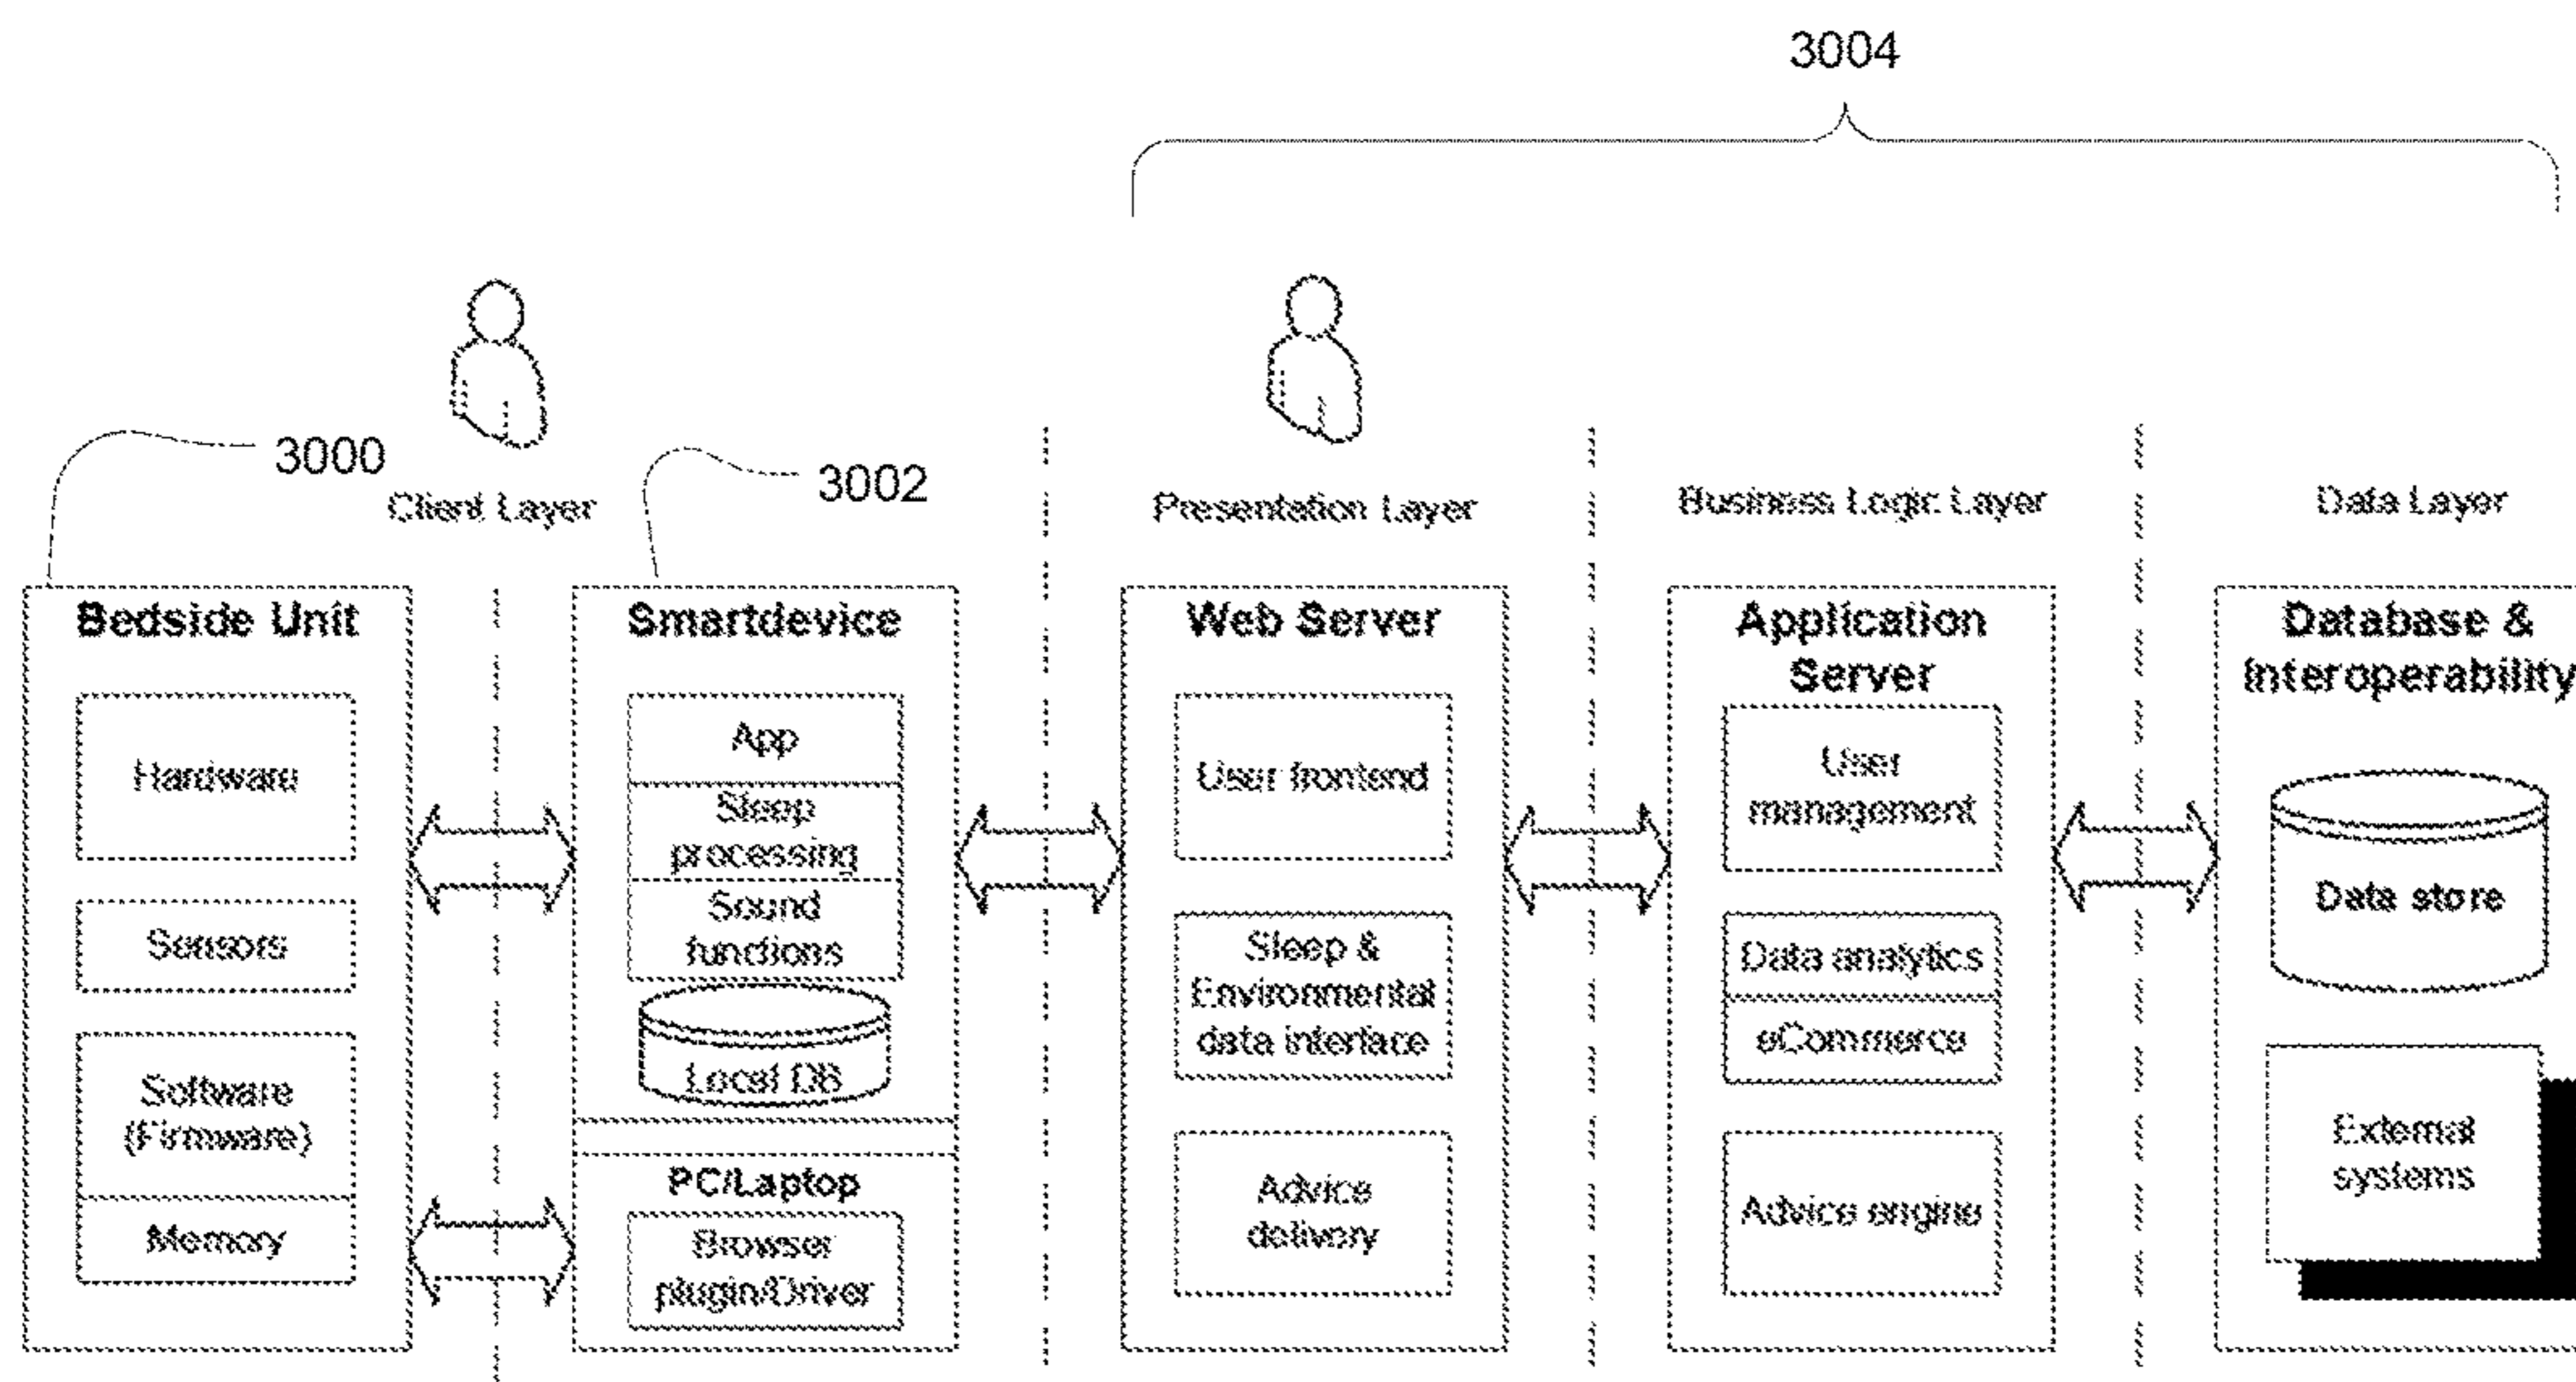 3004
3000
3002
Client Layer
Presentation Layer
Business Logic Layer
Data Layer
Bedside Unit
Hardware
Sensors
Software
(Firmware)
Memory
Smartdevice
App
Sleep
processing
Sound
functions
Local DB
PC/Laptop
Browser
plugin/Driver
Web Server
User frontend
Sleep &
Environmental
data interface
Advice
delivery
Application
Server
User
management
Data analytics
eCommerce
Advice engine
Database &
Interoperability
Data store
External
systems